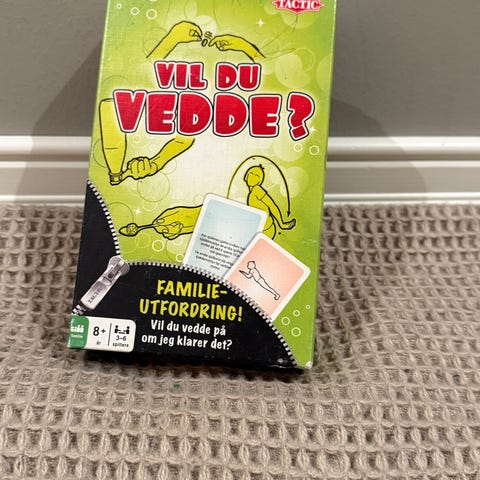 TACTIC
VIL DU
VEDDE?
FAMILIE-
UTFORDRING!
Vil du vedde på
om jeg klarer det?
8+
år
3-6
spillere